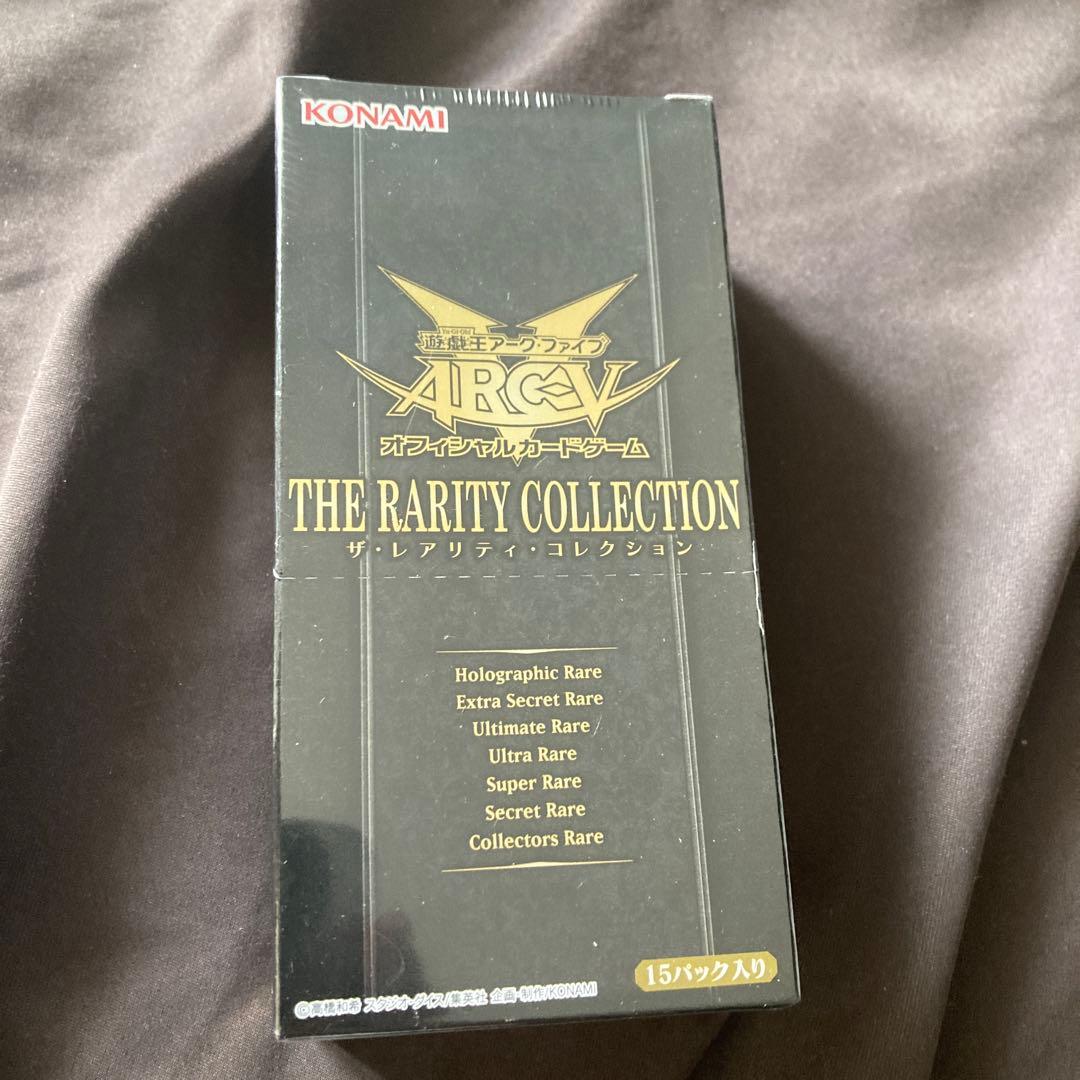 KONAMI
Yu-Gi-Oh!
遊戯王アーク・ファイブ
ARC-V
オフィシャルカードゲーム
THE RARITY COLLECTION
ザ・レアリティ・コレクション
Holographic Rare
Extra Secret Rare
Ultimate Rare
Ultra Rare
Super Rare
Secret Rare
Collectors Rare
15パック入り
©高橋和希 スタジオ・ダイス/集英社 企画・制作/KONAMI